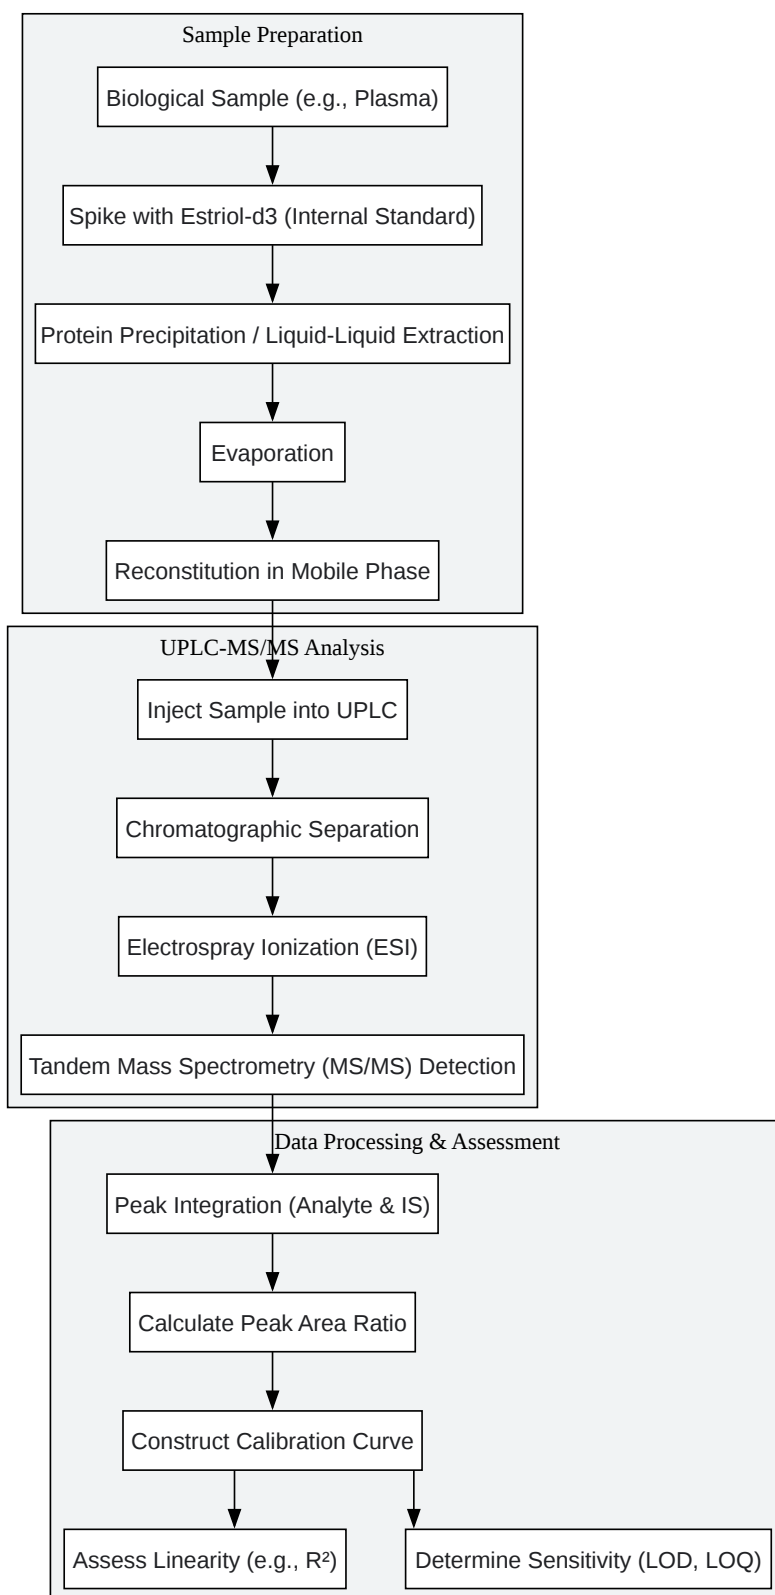 Sample Preparation
Biological Sample (e.g., Plasma)
Spike with Estriol-d3 (Internal Standard)
Protein Precipitation / Liquid-Liquid Extraction
Evaporation
Reconstitution in Mobile Phase
UPLC-MS/MS Analysis
Inject Sample into UPLC
Chromatographic Separation
Electrospray Ionization (ESI)
Tandem Mass Spectrometry (MS/MS) Detection
Data Processing & Assessment
Peak Integration (Analyte & IS)
Calculate Peak Area Ratio
Construct Calibration Curve
Assess Linearity (e.g., R²)
Determine Sensitivity (LOD, LOQ)